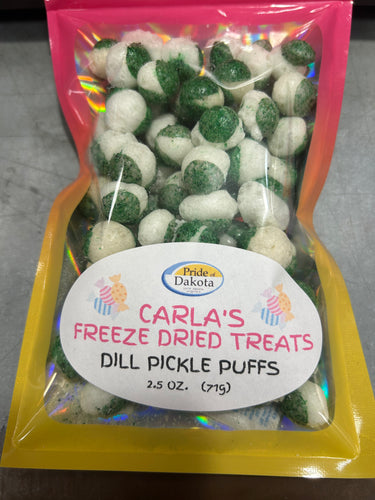 Pride of
Dakota
CARLA'S
FREEZE DRIED TREATS
DILL PICKLE PUFFS
2.5 OZ. (71g)